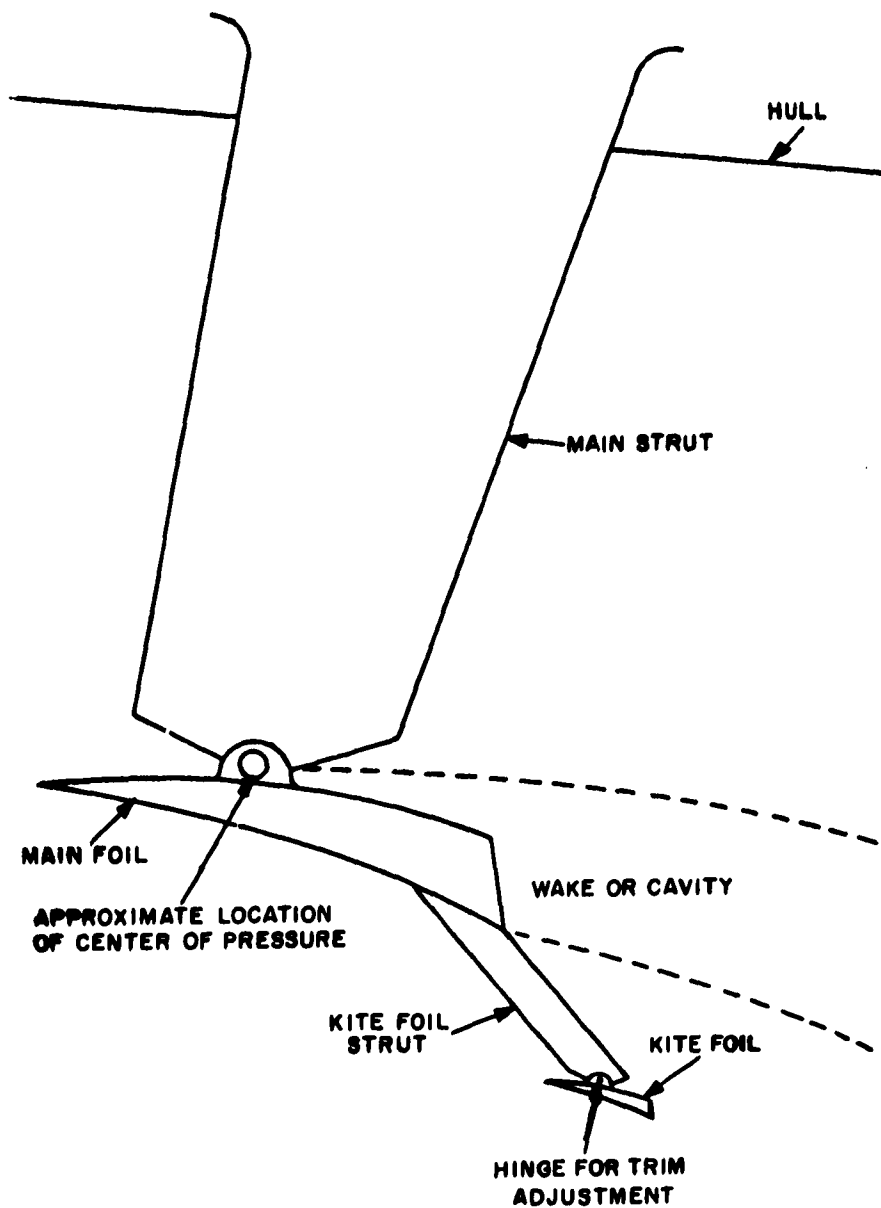 HULL
MAIN STRUT
MAIN FOIL
WAKE OR CAVITY
APPROXIMATE LOCATION
OF CENTER OF PRESSURE
KITE FOIL
STRUT
KITE FOIL
HINGE FOR TRIM
ADJUSTMENT